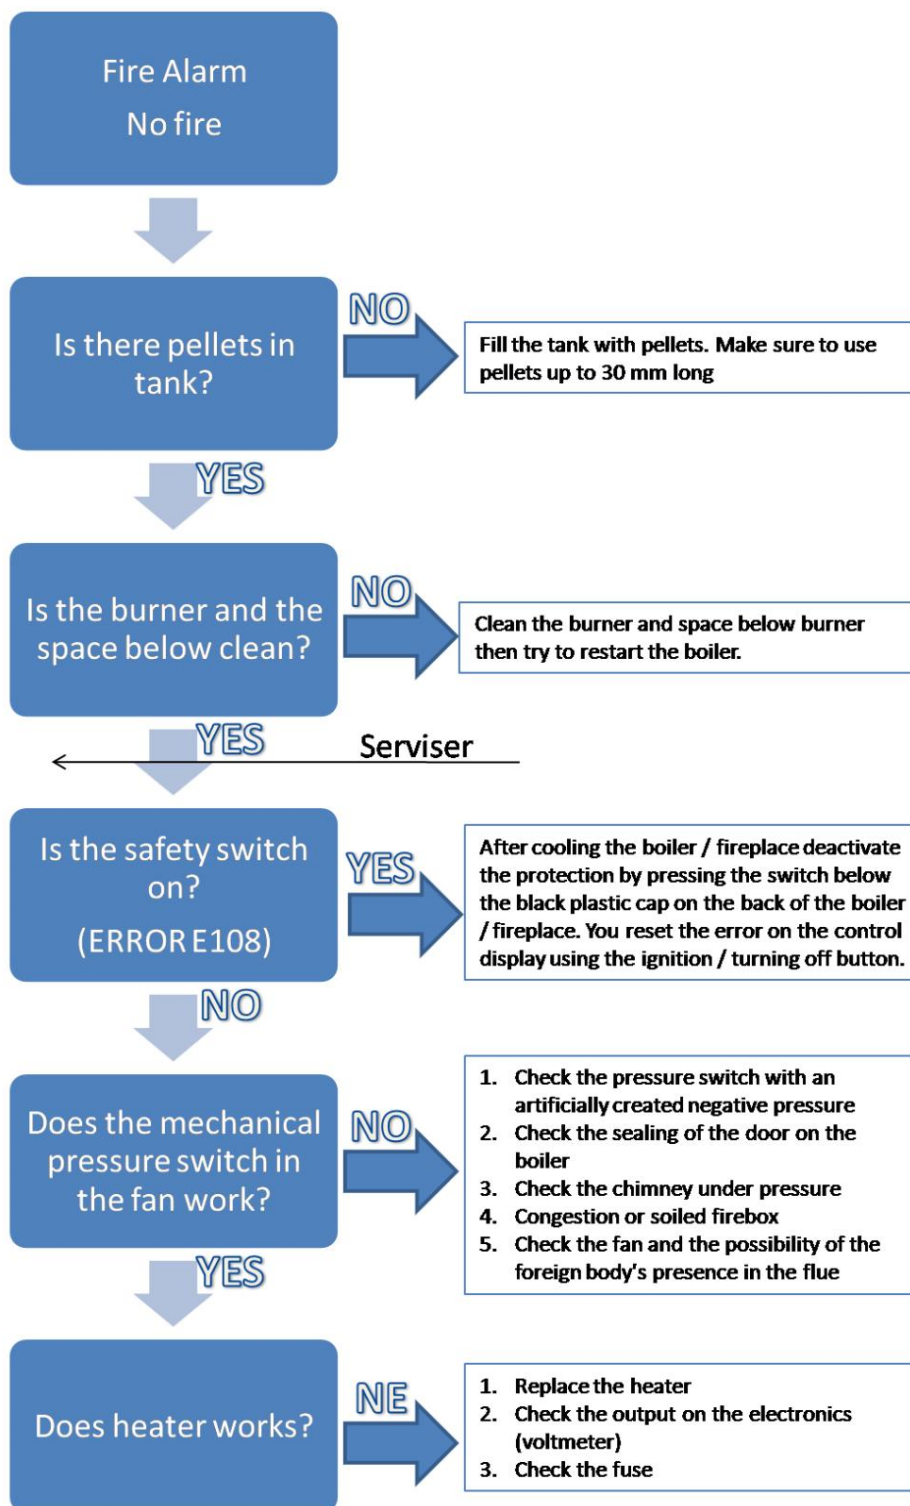 Fire Alarm
No fire
Is there pellets in
tank?
NO
Fill the tank with pellets. Make sure to use
pellets up to 30 mm long
YES
Is the burner and the
space below clean?
NO
Clean the burner and space below burner
then try to restart the boiler.
YES
Serviser
Is the safety switch
on?
(ERROR E108)
YES
After cooling the boiler / fireplace deactivate
the protection by pressing the switch below
the black plastic cap on the back of the boiler
/ fireplace. You reset the error on the control
display using the ignition / turning off button.
NO
Does the mechanical
pressure switch in
the fan work?
NO
1. Check the pressure switch with an
artificially created negative pressure
2. Check the sealing of the door on the
boiler
3. Check the chimney under pressure
4. Congestion or soiled firebox
5. Check the fan and the possibility of the
foreign body's presence in the flue
YES
Does heater works?
NE
1. Replace the heater
2. Check the output on the electronics
(voltmeter)
3. Check the fuse